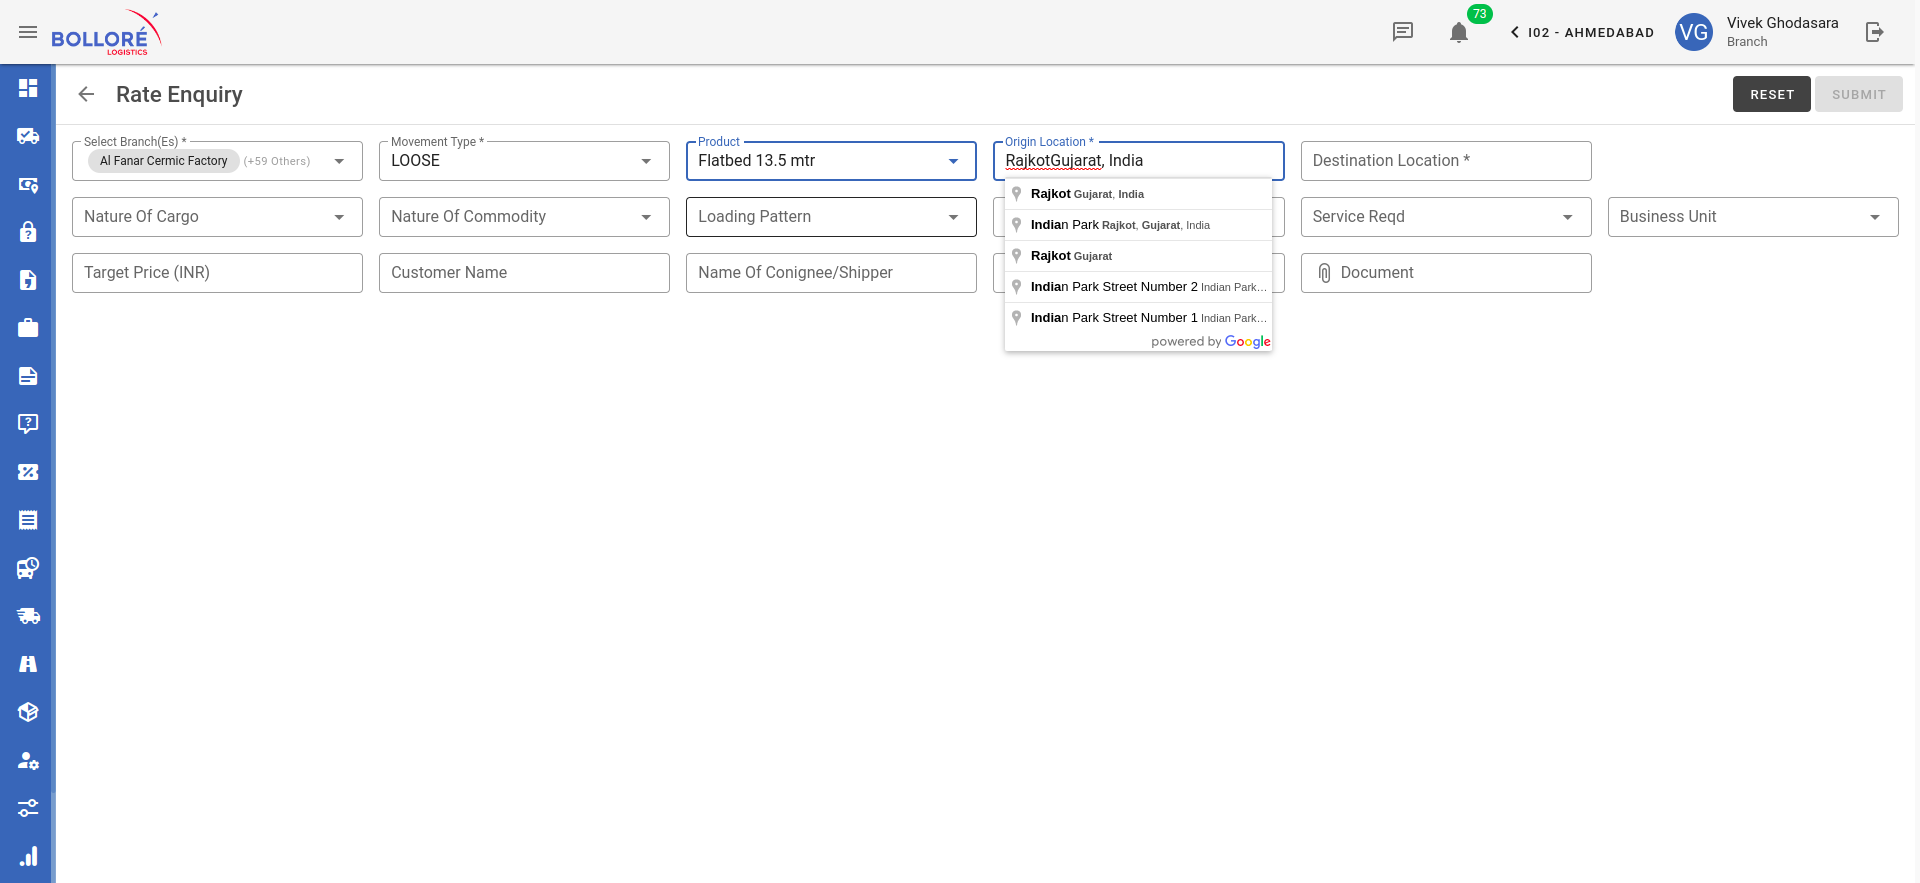 BOLLORÉ
LOGISTICS
73
I02 - AHMEDABAD
VG
Vivek Ghodasara
Branch
Rate Enquiry
RESET
SUBMIT
Select Branch(Es) *
Al Fanar Cermic Factory
(+59 Others)
Movement Type *
LOOSE
Product
Flatbed 13.5 mtr
Origin Location *
RajkotGujarat, India
Destination Location *
Rajkot Gujarat, India
Indian Park Rajkot, Gujarat, India
Rajkot Gujarat
Indian Park Street Number 2 Indian Park…
Indian Park Street Number 1 Indian Park…
powered by Google
Nature Of Cargo
Nature Of Commodity
Loading Pattern
Service Reqd
Business Unit
Target Price (INR)
Customer Name
Name Of Conignee/Shipper
Document